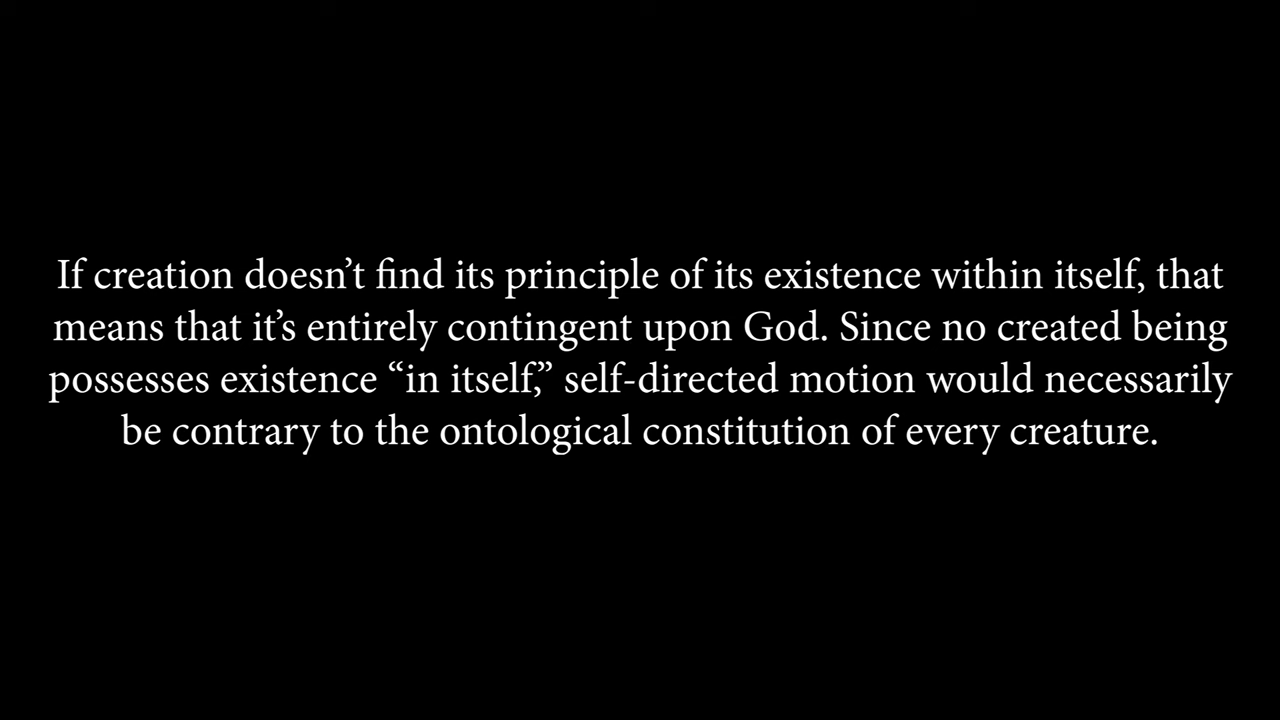 If creation doesn’t find its principle of its existence within itself, that
means that it’s entirely contingent upon God. Since no created being
possesses existence “in itself,” self-directed motion would necessarily
be contrary to the ontological constitution of every creature.